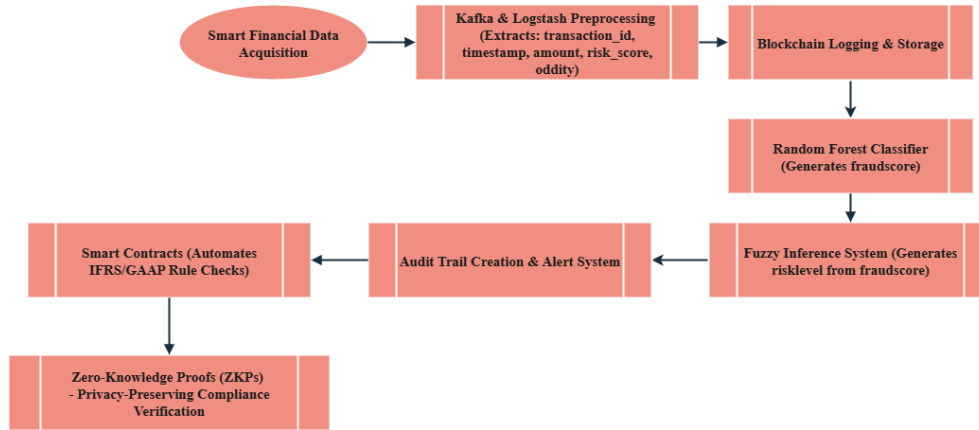 Smart Financial Data
Acquisition
Kafka & Logstash Preprocessing
(Extracts: transaction_id,
timestamp, amount, risk_score,
oddity)
Blockchain Logging & Storage
Random Forest Classifier
(Generates fraudscore)
Fuzzy Inference System (Generates
risklevel from fraudscore)
Audit Trail Creation & Alert System
Smart Contracts (Automates
IFRS/GAAP Rule Checks)
Zero-Knowledge Proofs (ZKPs)
- Privacy-Preserving Compliance
Verification